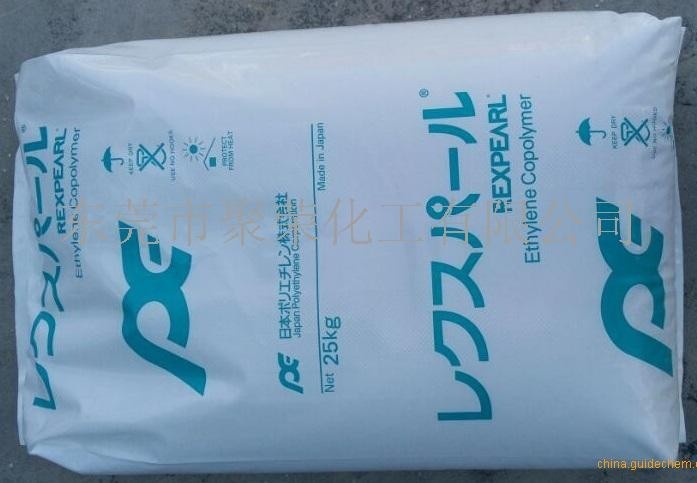 レクスパール®
REXPEARL®
Ethylene Copolymer
KEEP DRY
USE NO HOOKS
PROTECT
FROM HEAT
日本ポリエチレン株式会社
Japan Polyethylene Corporation
Made in Japan
Net 25kg
レクスパール®
REXPEARL®
Ethylene Copolymer
KEEP DRY
USE NO HOOKS
东莞市聚荣化工有限公司
china.guidechem.com